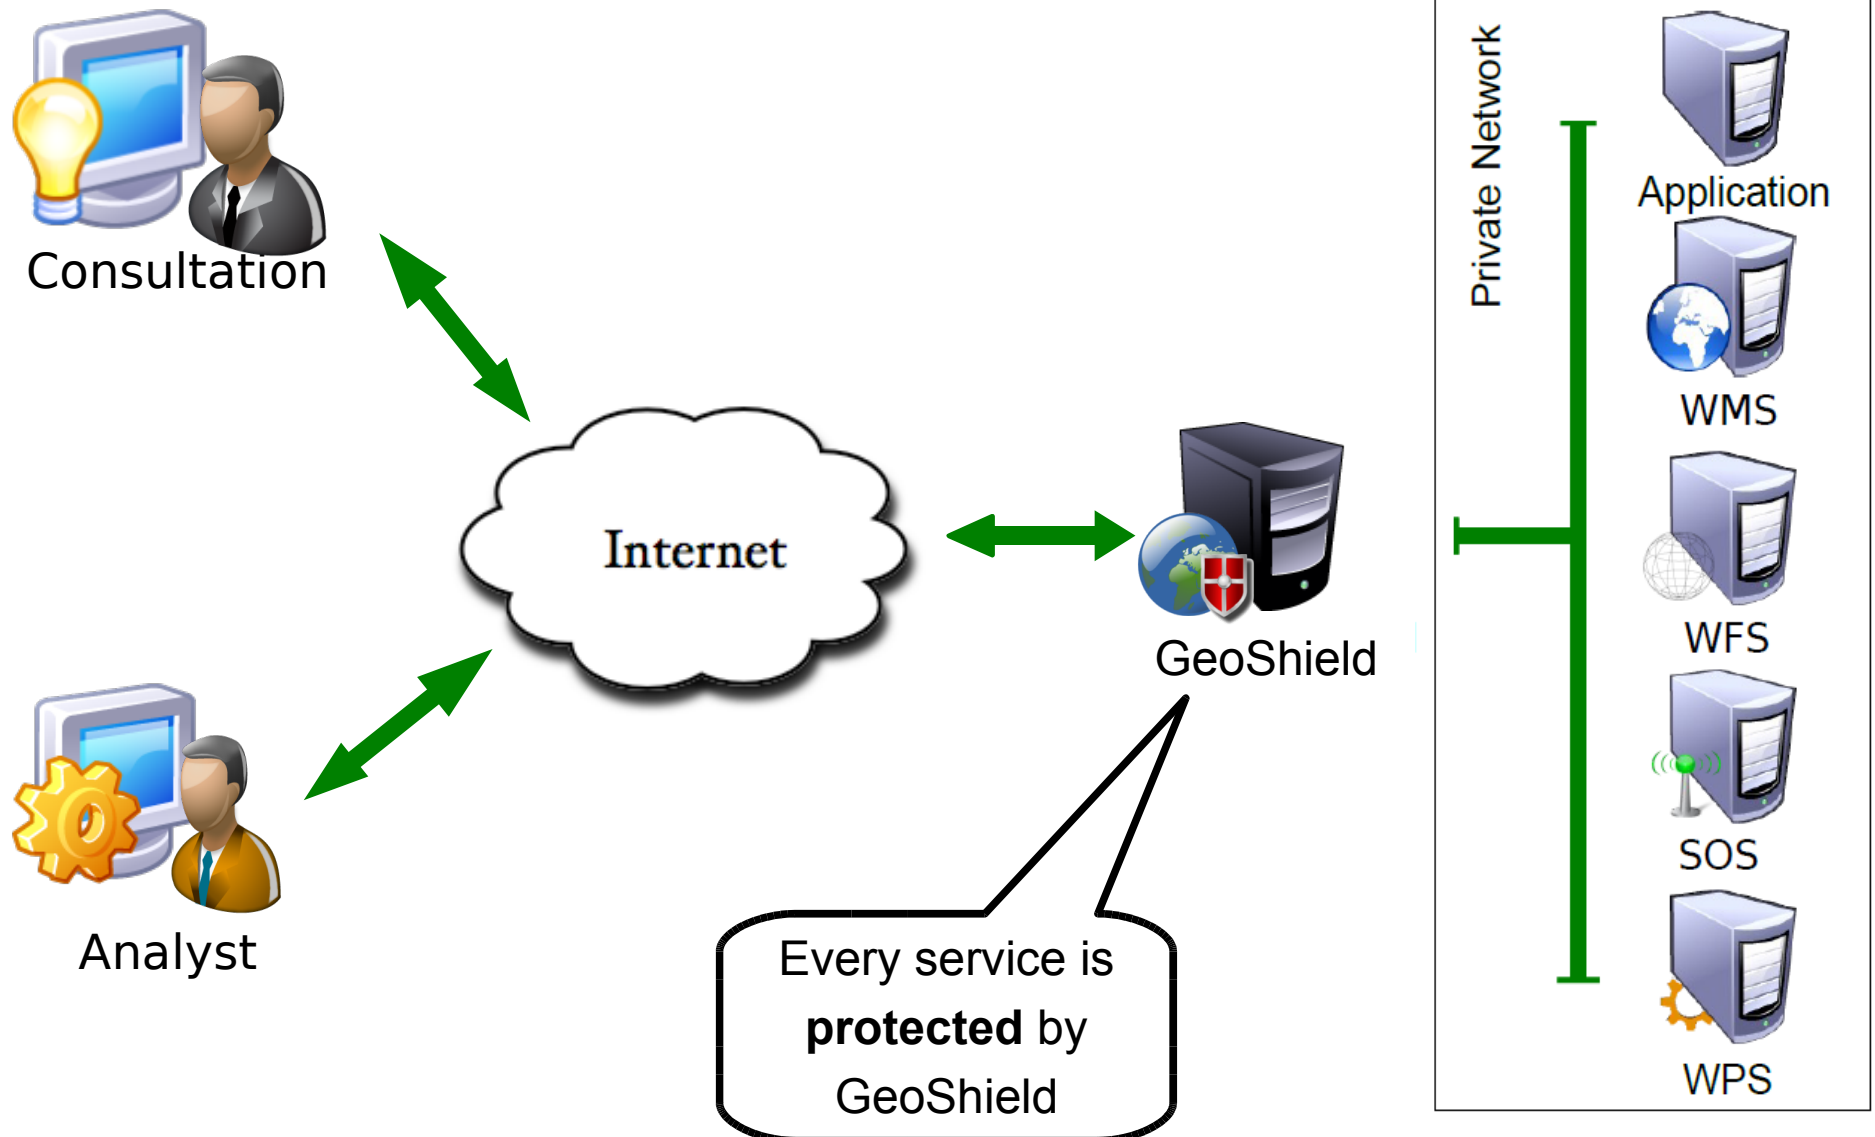 Consultation
Analyst
Internet
GeoShield
Every service is
protected by
GeoShield
Private Network
Application
WMS
WFS
SOS
WPS